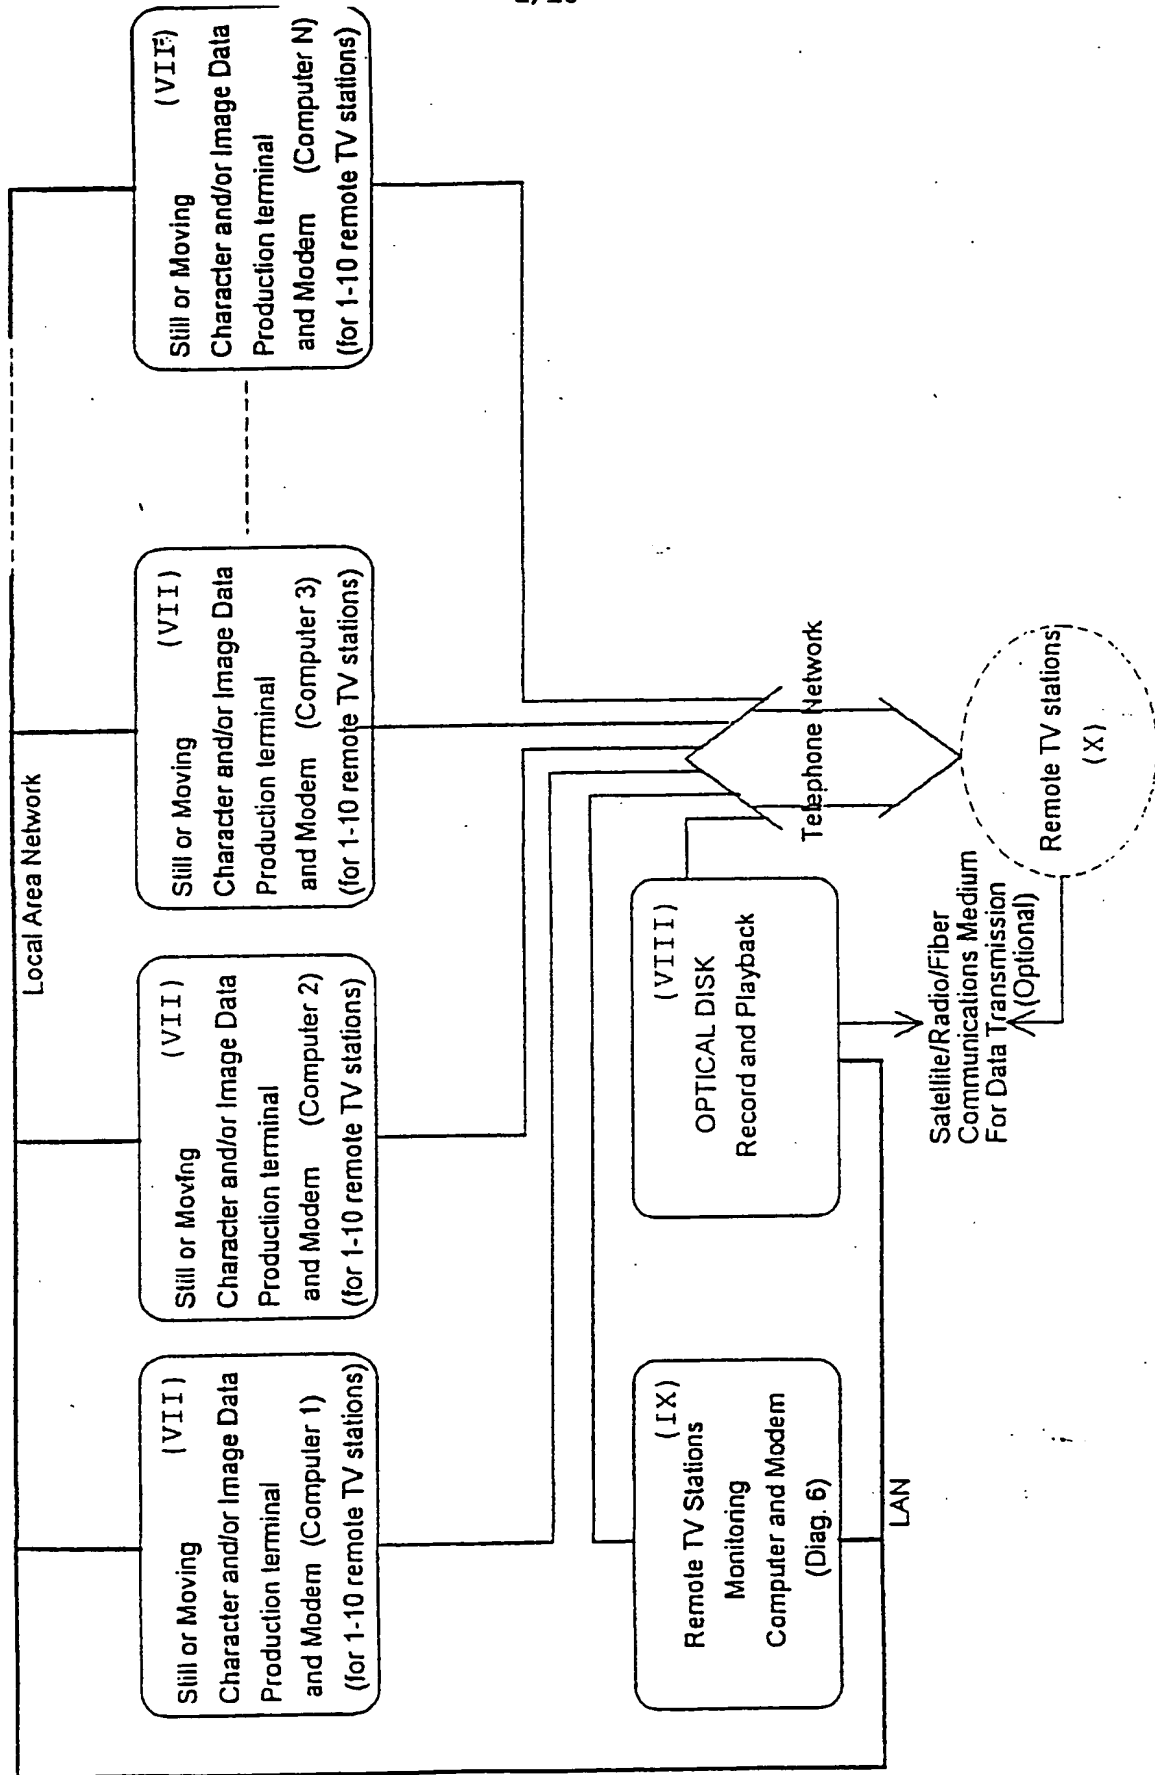 Local Area Network
(VII)
Still or Moving
Character and/or Image Data
Production terminal
and Modem (Computer 1)
(for 1-10 remote TV stations)
(VII)
Still or Moving
Character and/or Image Data
Production terminal
and Modem (Computer 2)
(for 1-10 remote TV stations)
(VII)
Still or Moving
Character and/or Image Data
Production terminal
and Modem (Computer 3)
(for 1-10 remote TV stations)
(VII)
Still or Moving
Character and/or Image Data
Production terminal
and Modem (Computer N)
(for 1-10 remote TV stations)
(IX)
Remote TV Stations
Monitoring
Computer and Modem
(Diag. 6)
LAN
(VIII)
OPTICAL DISK
Record and Playback
Telephone Network
Satellite/Radio/Fiber
Communications Medium
For Data Transmission
(Optional)
Remote TV stations
(X)